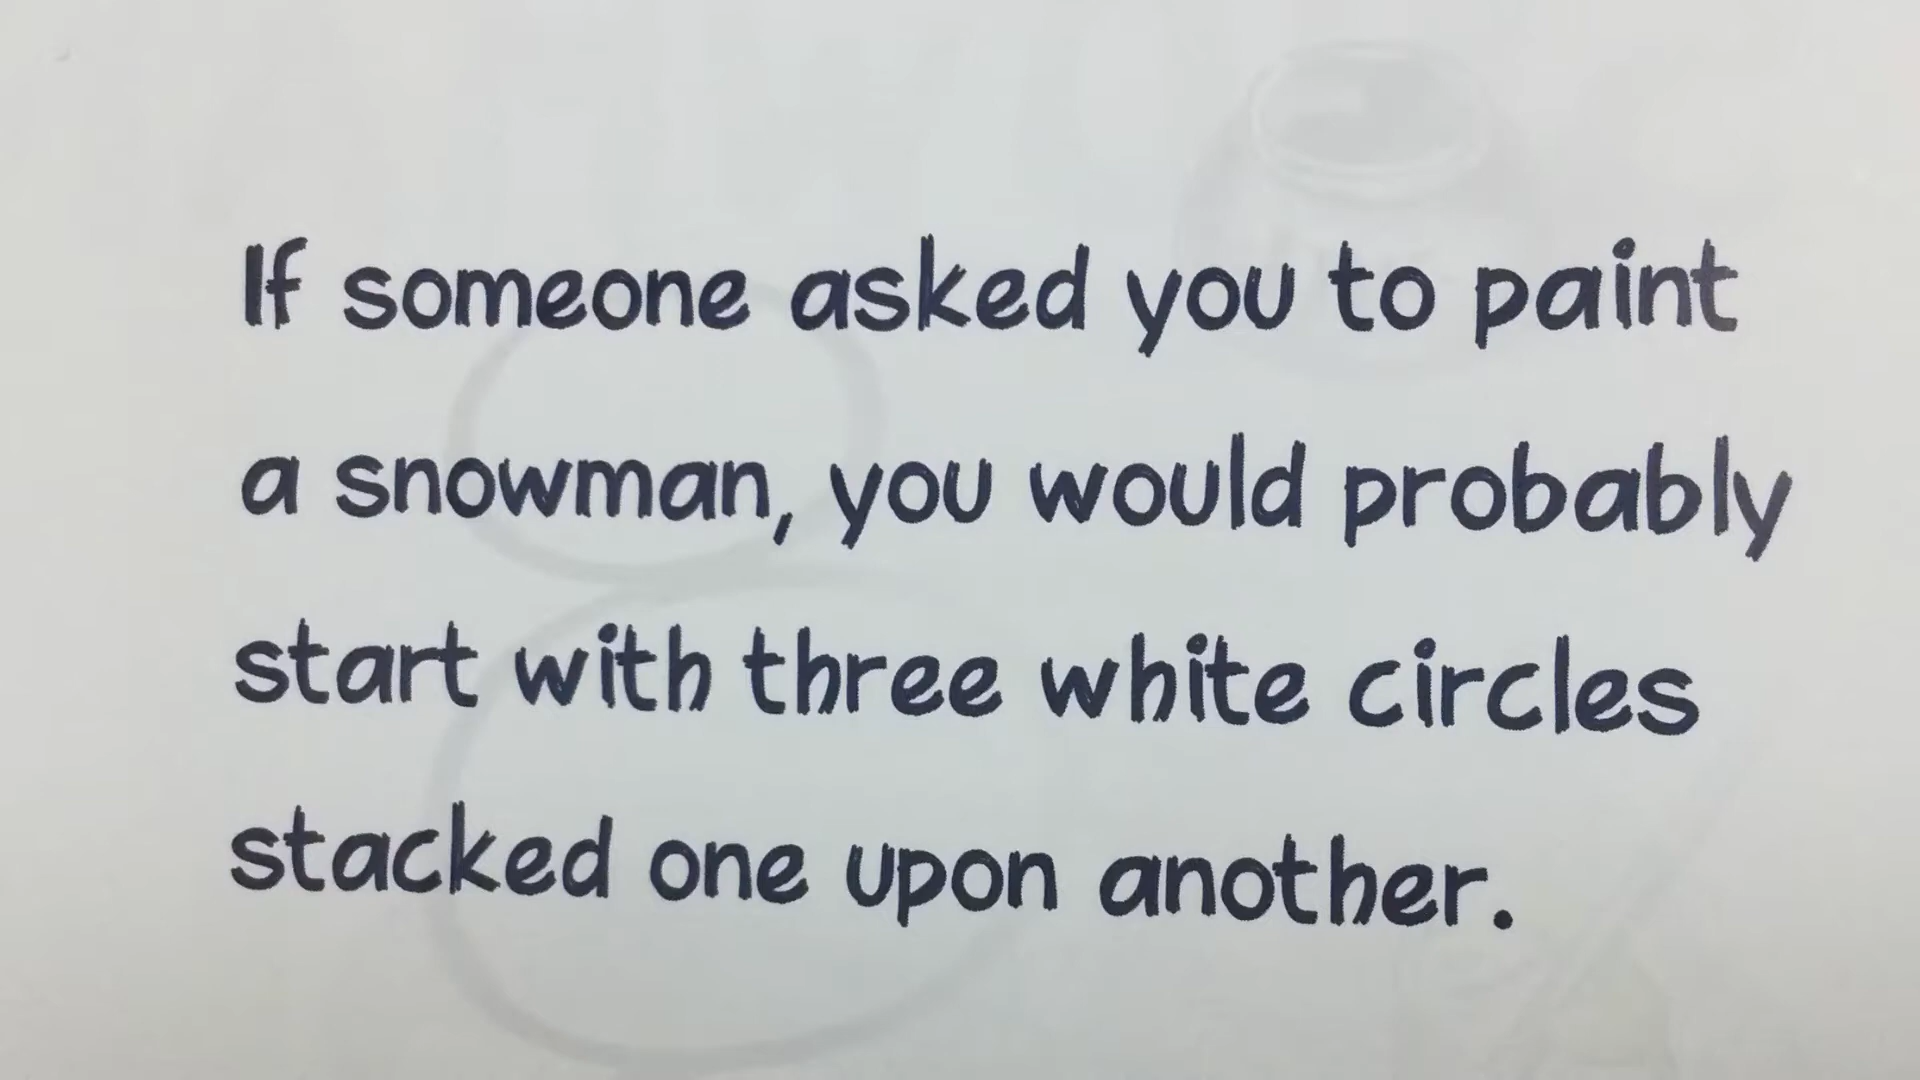 If someone asked you to paint
a snowman, you would probably
start with three white circles
stacked one upon another.